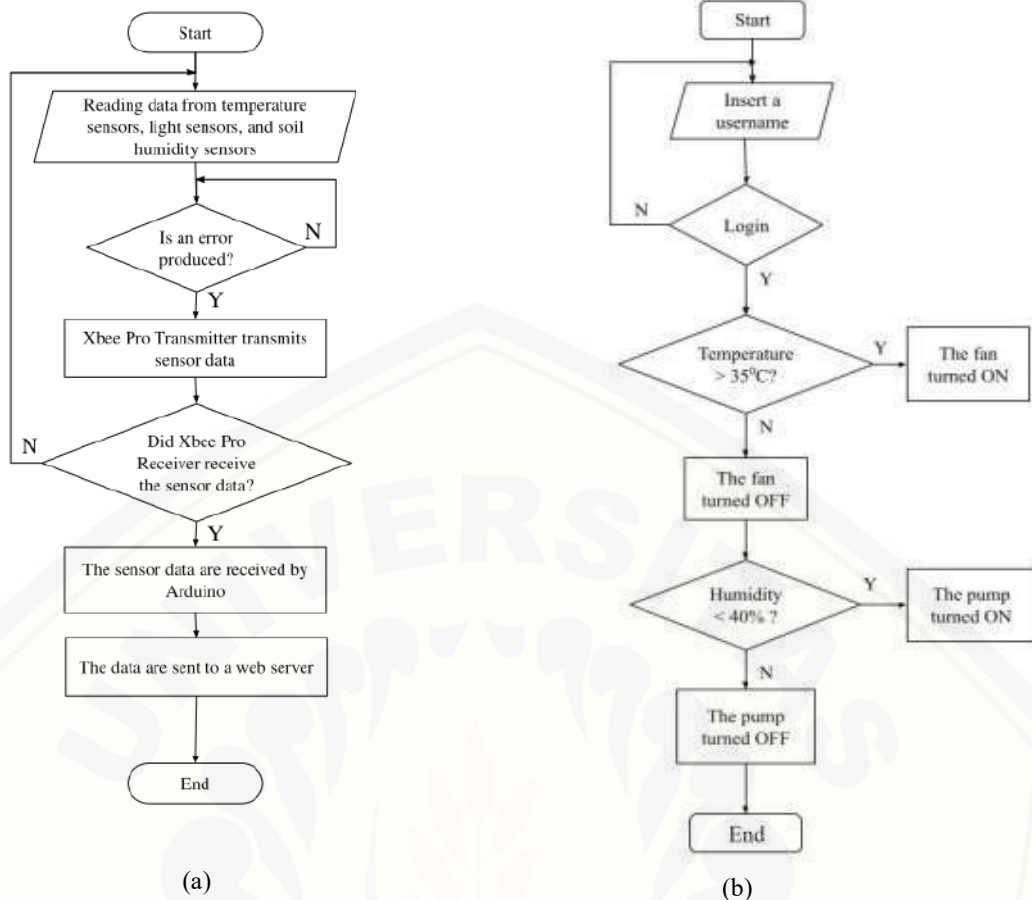 Start
Reading data from temperature
sensors, light sensors, and soil
humidity sensors
Is an error
produced?
N
Y
Xbee Pro Transmitter transmits
sensor data
Did Xbee Pro
Receiver receive
the sensor data?
N
Y
The sensor data are received by
Arduino
The data are sent to a web server
End
(a)
Start
Insert a
username
Login
N
Y
Temperature
> 35⁰C?
Y
The fan
turned ON
N
The fan
turned OFF
Humidity
< 40% ?
Y
The pump
turned ON
N
The pump
turned OFF
End
(b)
UNIVERSITAS